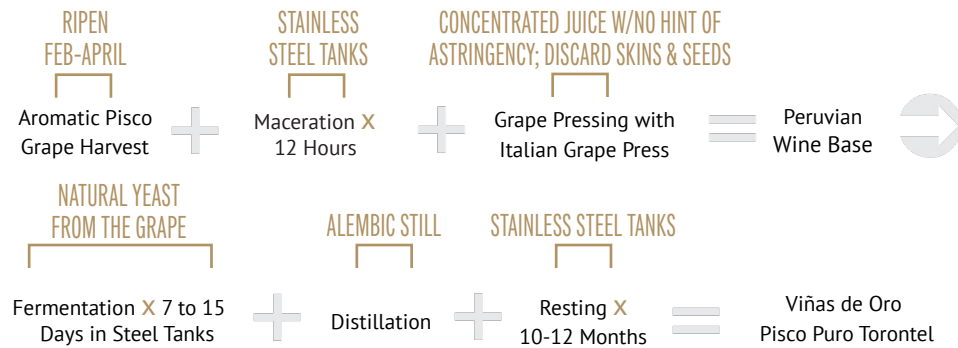 RIPEN
FEB-APRIL
STAINLESS
STEEL TANKS
CONCENTRATED JUICE W/NO HINT OF
ASTRINGENCY; DISCARD SKINS & SEEDS
Aromatic Pisco
Grape Harvest
Maceration X
12 Hours
Grape Pressing with
Italian Grape Press
Peruvian
Wine Base
NATURAL YEAST
FROM THE GRAPE
ALEMBIC STILL
STAINLESS STEEL TANKS
Fermentation X 7 to 15
Days in Steel Tanks
Distillation
Resting X
10-12 Months
Viñas de Oro
Pisco Puro Torontel